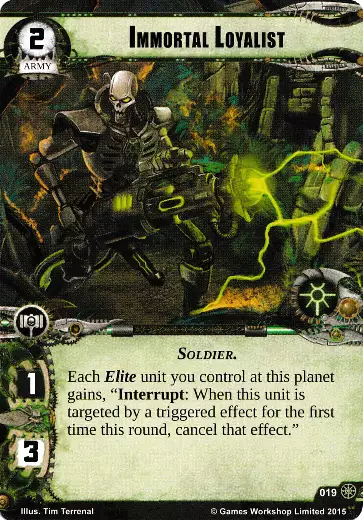 2
ARMY
IMMORTAL LOYALIST
SOLDIER.
1
3
Each Elite unit you control at this planet
gains, “Interrupt: When this unit is
targeted by a triggered effect for the first
time this round, cancel that effect.”
019
Illus. Tim Terrenal
© Games Workshop Limited 2015